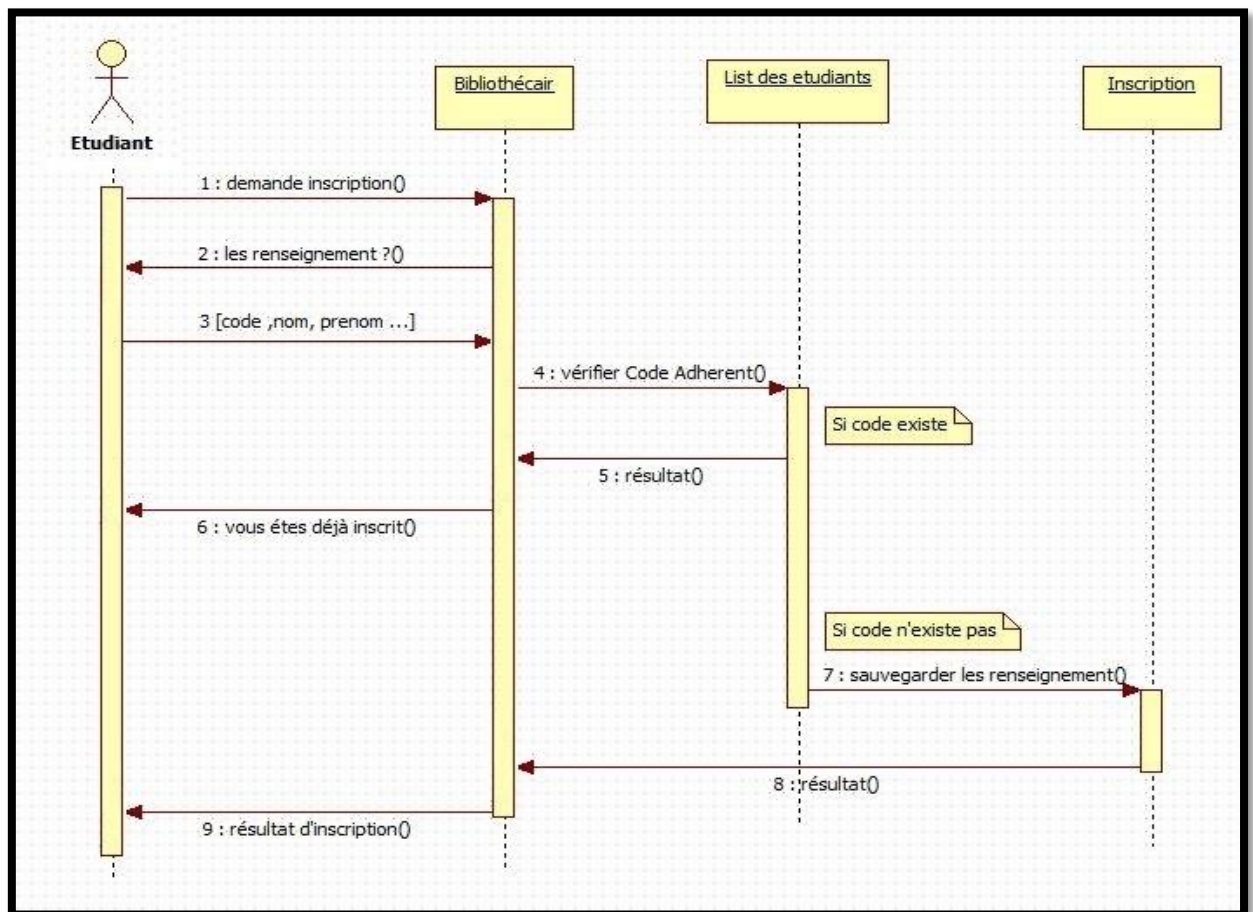 Etudiant
Bibliothécair
List des etudiants
Inscription
1 : demande inscription()
2 : les renseignement ?()
3 [code ,nom, prenom ...]
4 : vérifier Code Adherent()
Si code existe
5 : résultat()
6 : vous étes déjà inscrit()
Si code n'existe pas
7 : sauvegarder les renseignement()
8 : résultat()
9 : résultat d'inscription()